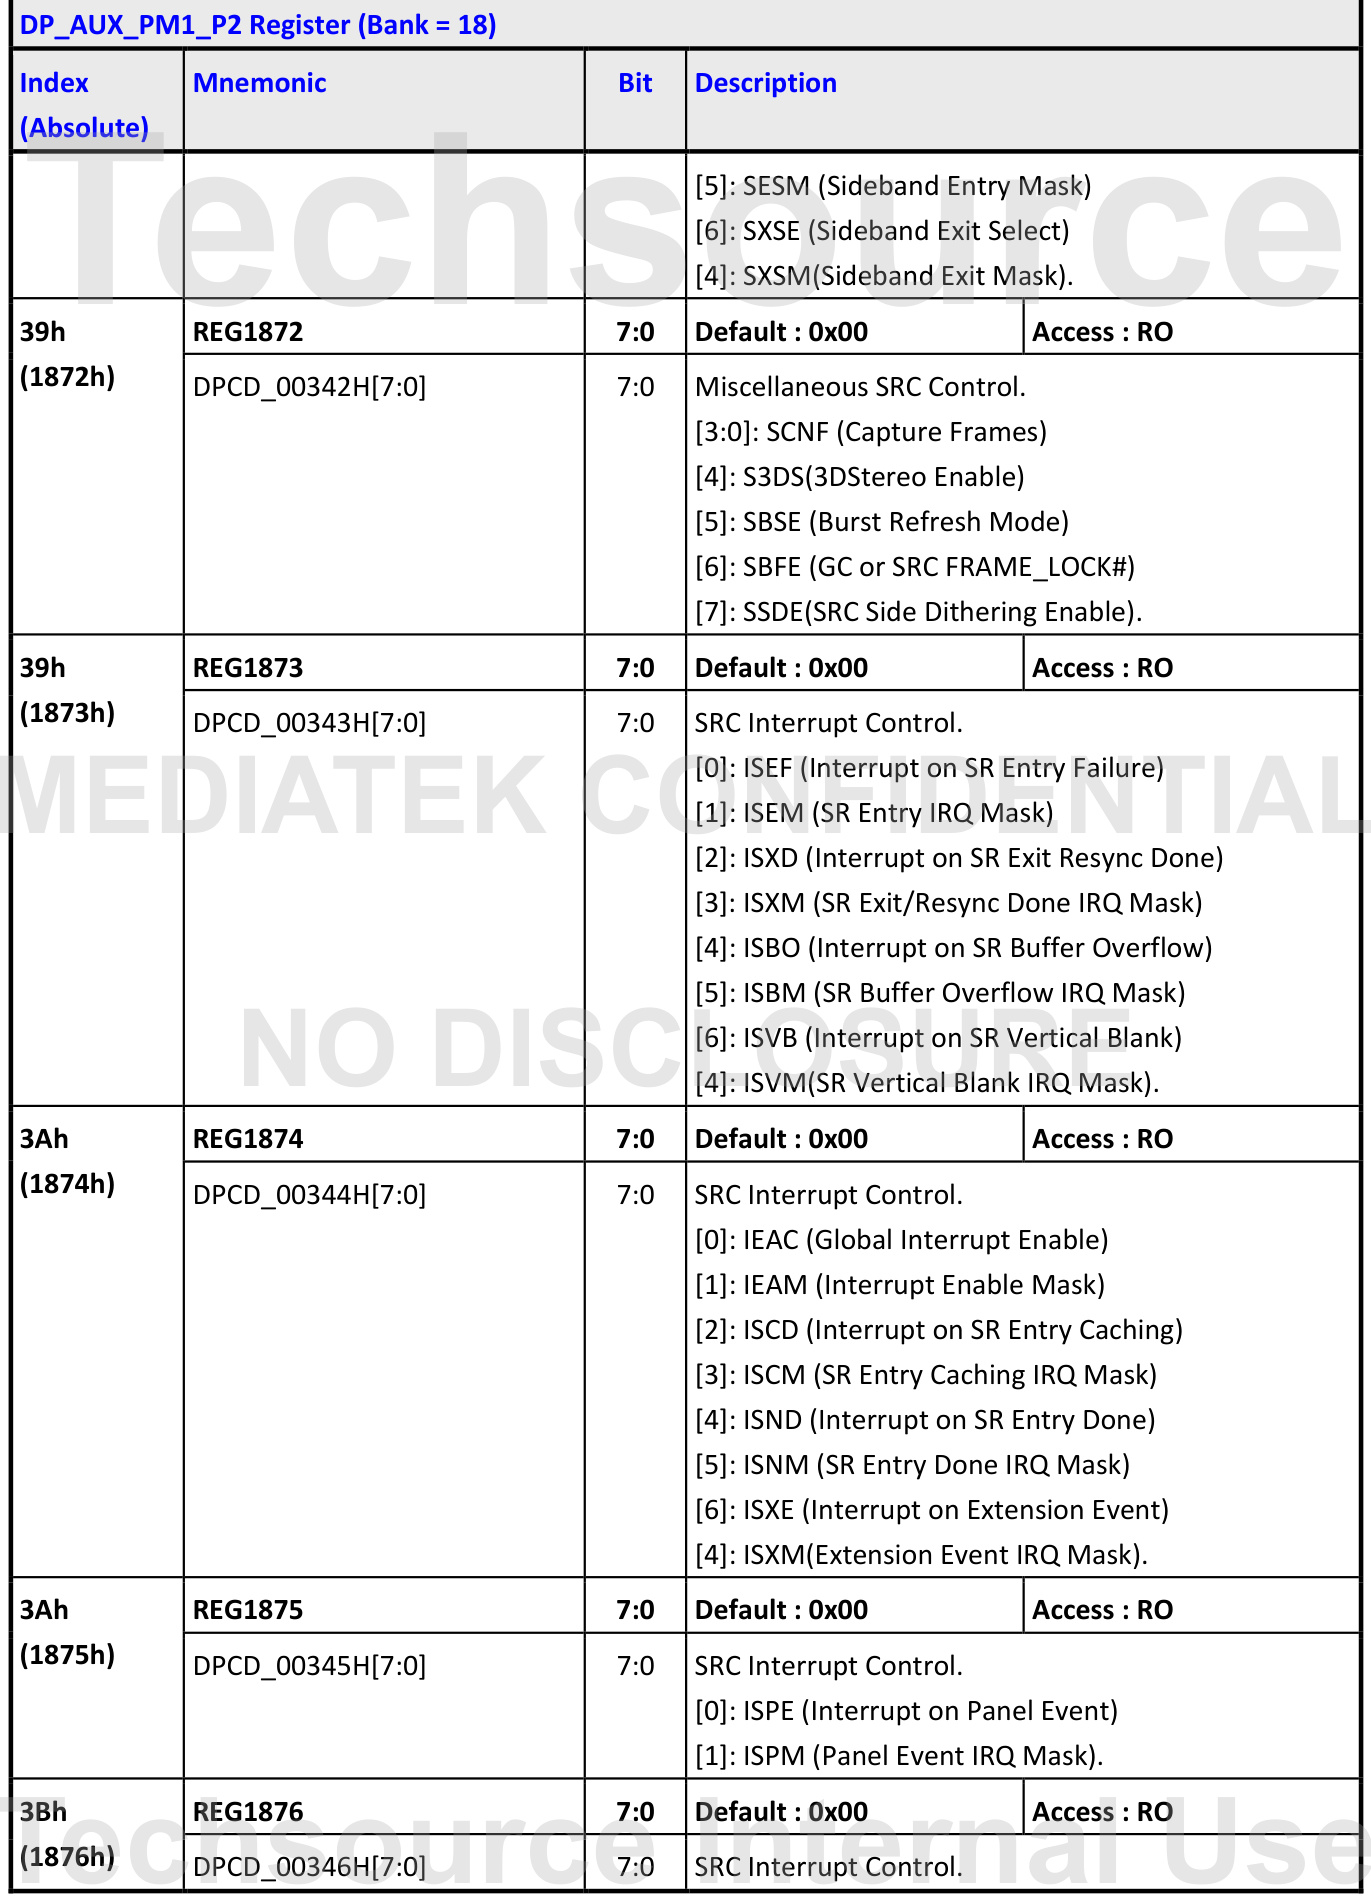 DP_AUX_PM1_P2 Register (Bank = 18)
Index (Absolute) Mnemonic Bit Description
[5]: SESM (Sideband Entry Mask)
[6]: SXSE (Sideband Exit Select)
[4]: SXSM(Sideband Exit Mask).
Techsource
39h (1872h) REG1872 7:0 Default : 0x00 Access : RO
DPCD_00342H[7:0] 7:0 Miscellaneous SRC Control.
[3:0]: SCNF (Capture Frames)
[4]: S3DS(3DStereo Enable)
[5]: SBSE (Burst Refresh Mode)
[6]: SBFE (GC or SRC FRAME_LOCK#)
[7]: SSDE(SRC Side Dithering Enable).
39h (1873h) REG1873 7:0 Default : 0x00 Access : RO
DPCD_00343H[7:0] 7:0 SRC Interrupt Control.
[0]: ISEF (Interrupt on SR Entry Failure)
MEDIATEK CONFIDENTIAL
[1]: ISEM (SR Entry IRQ Mask)
[2]: ISXD (Interrupt on SR Exit Resync Done)
[3]: ISXM (SR Exit/Resync Done IRQ Mask)
[4]: ISBO (Interrupt on SR Buffer Overflow)
[5]: ISBM (SR Buffer Overflow IRQ Mask)
[6]: ISVB (Interrupt on SR Vertical Blank)
NO DISCLOSURE
[4]: ISVM(SR Vertical Blank IRQ Mask).
3Ah (1874h) REG1874 7:0 Default : 0x00 Access : RO
DPCD_00344H[7:0] 7:0 SRC Interrupt Control.
[0]: IEAC (Global Interrupt Enable)
[1]: IEAM (Interrupt Enable Mask)
[2]: ISCD (Interrupt on SR Entry Caching)
[3]: ISCM (SR Entry Caching IRQ Mask)
[4]: ISND (Interrupt on SR Entry Done)
[5]: ISNM (SR Entry Done IRQ Mask)
[6]: ISXE (Interrupt on Extension Event)
[4]: ISXM(Extension Event IRQ Mask).
3Ah (1875h) REG1875 7:0 Default : 0x00 Access : RO
DPCD_00345H[7:0] 7:0 SRC Interrupt Control.
[0]: ISPE (Interrupt on Panel Event)
[1]: ISPM (Panel Event IRQ Mask).
3Bh (1876h) REG1876 7:0 Default : 0x00 Access : RO
Techsource Internal Use
DPCD_00346H[7:0] 7:0 SRC Interrupt Control.